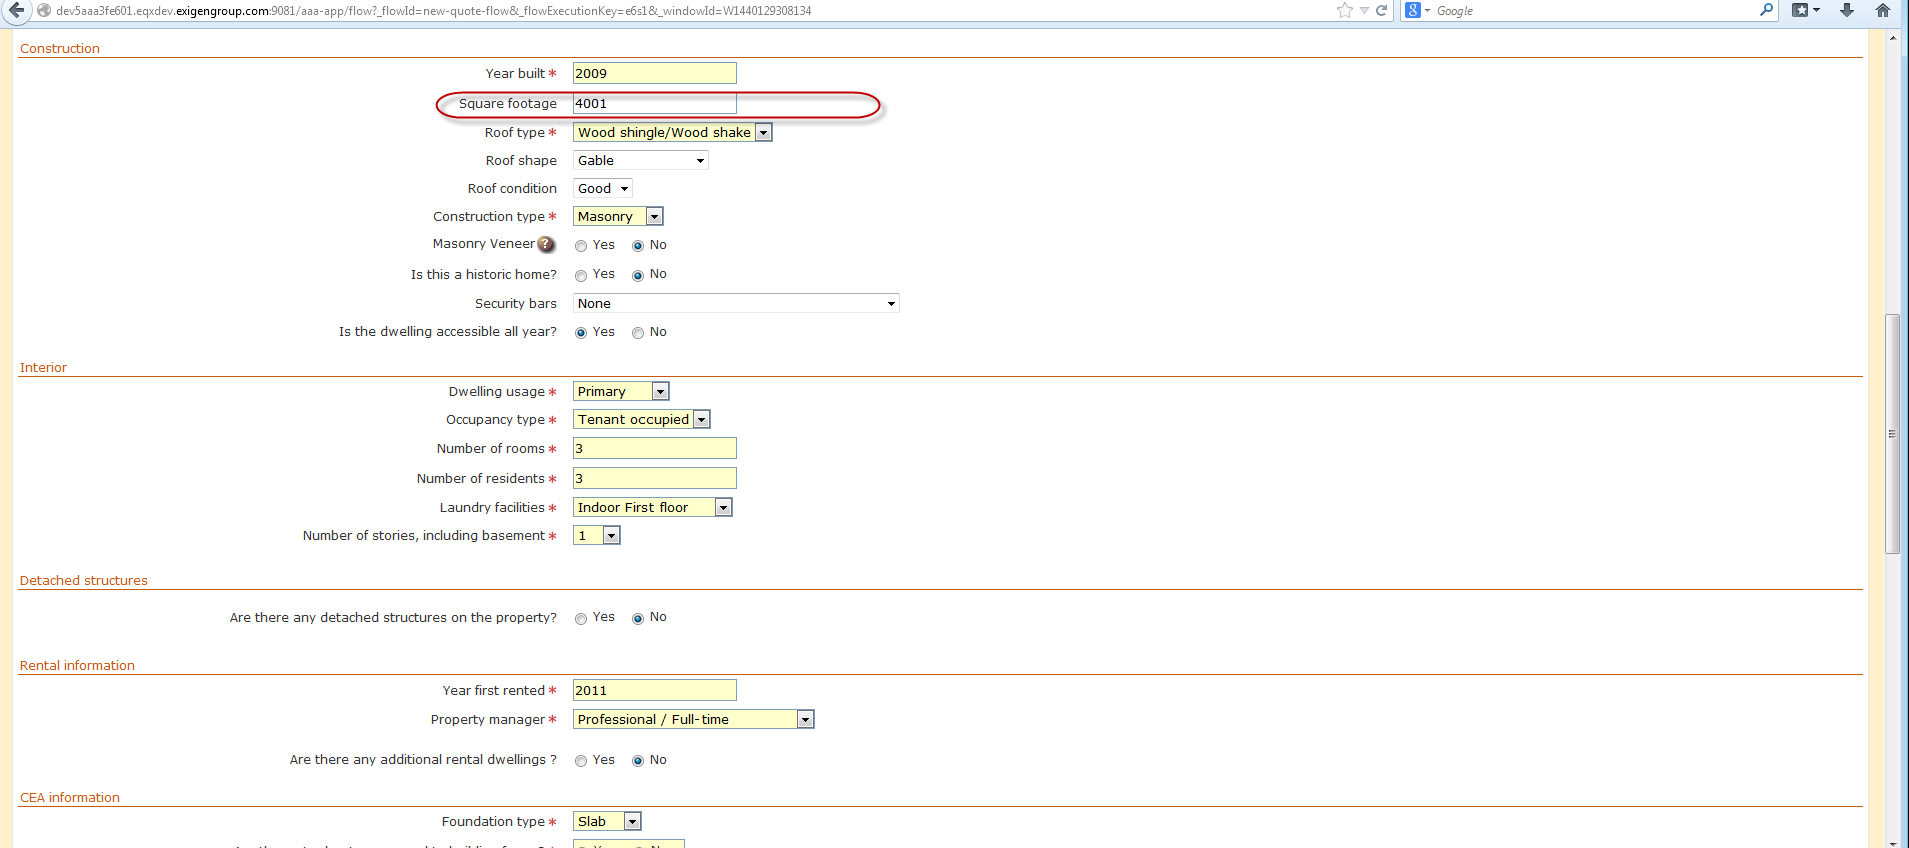 dev5aaa3fe601.eqxdev.exigengroup.com:9081/aaa-app/flow?_flowId=new-quote-flow&_flowExecutionKey=e6s1&_windowId=W1440129308134
8 Google
Construction
Year built * 2009
Square footage 4001
Roof type * Wood shingle/Wood shake
Roof shape Gable
Roof condition Good
Construction type * Masonry
Masonry Veneer ? Yes No
Is this a historic home? Yes No
Security bars None
Is the dwelling accessible all year? Yes No
Interior
Dwelling usage * Primary
Occupancy type * Tenant occupied
Number of rooms * 3
Number of residents * 3
Laundry facilities * Indoor First floor
Number of stories, including basement * 1
Detached structures
Are there any detached structures on the property? Yes No
Rental information
Year first rented * 2011
Property manager * Professional / Full-time
Are there any additional rental dwellings ? Yes No
CEA information
Foundation type * Slab